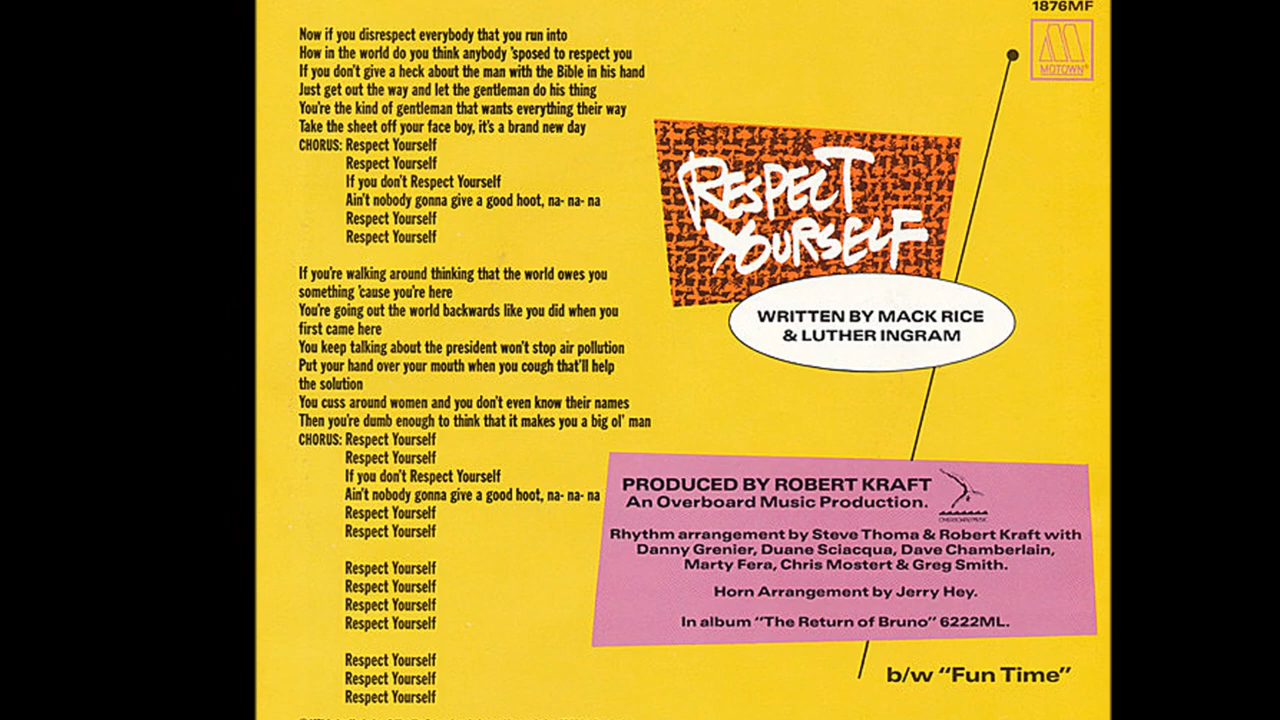 1876MF
MOTOWN®
Now if you disrespect everybody that you run into
How in the world do you think anybody 'sposed to respect you
If you don't give a heck about the man with the Bible in his hand
Just get out the way and let the gentleman do his thing
You're the kind of gentleman that wants everything their way
Take the sheet off your face boy, it's a brand new day
CHORUS: Respect Yourself
Respect Yourself
If you don't Respect Yourself
Ain't nobody gonna give a good hoot, na- na- na
Respect Yourself
Respect Yourself
If you're walking around thinking that the world owes you
something 'cause you're here
You're going out the world backwards like you did when you
first came here
You keep talking about the president won't stop air pollution
Put your hand over your mouth when you cough that'll help
the solution
You cuss around women and you don't even know their names
Then you're dumb enough to think that it makes you a big ol' man
CHORUS: Respect Yourself
Respect Yourself
If you don't Respect Yourself
Ain't nobody gonna give a good hoot, na- na- na
Respect Yourself
Respect Yourself
Respect Yourself
Respect Yourself
Respect Yourself
Respect Yourself
Respect Yourself
Respect Yourself
Respect Yourself
RESPECT
YOURSELF
WRITTEN BY MACK RICE
& LUTHER INGRAM
PRODUCED BY ROBERT KRAFT
An Overboard Music Production.
OVERBOARD MUSIC
Rhythm arrangement by Steve Thoma & Robert Kraft with
Danny Grenier, Duane Sciacqua, Dave Chamberlain,
Marty Fera, Chris Mostert & Greg Smith.
Horn Arrangement by Jerry Hey.
In album "The Return of Bruno" 6222ML.
b/w "Fun Time"